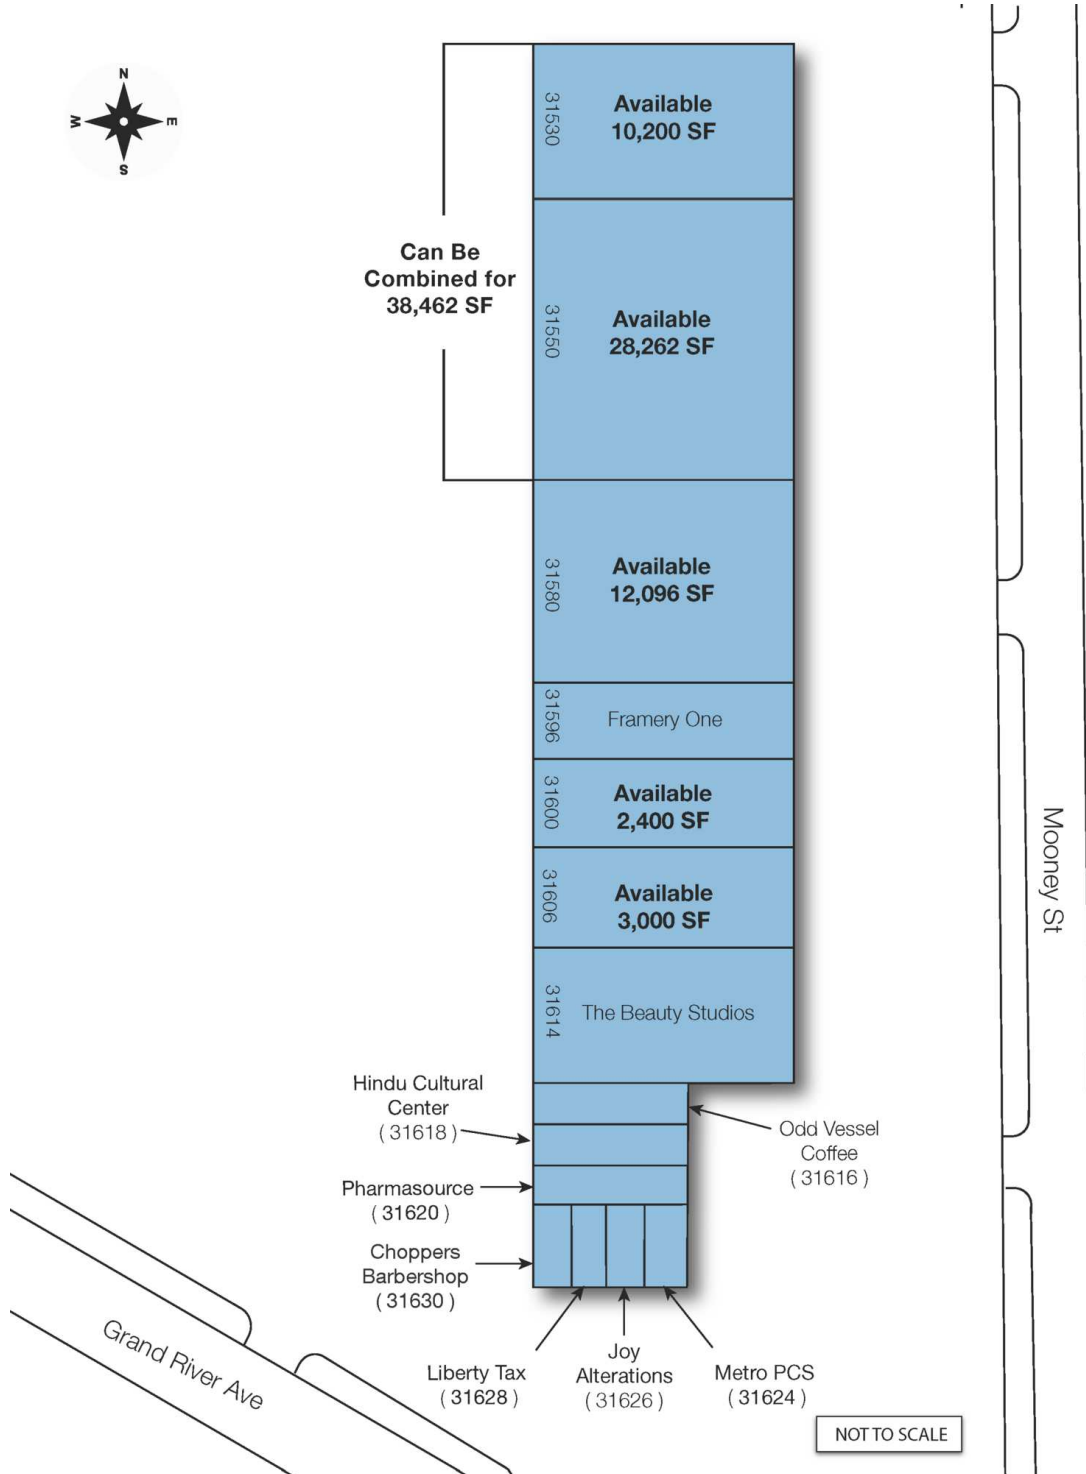 N
W
E
S
31530
Available
10,200 SF
Can Be
Combined for
38,462 SF
31550
Available
28,262 SF
31580
Available
12,096 SF
31596
Framery One
31600
Available
2,400 SF
31606
Available
3,000 SF
Mooney St
31614
The Beauty Studios
Hindu Cultural
Center
( 31618 )
Odd Vessel
Coffee
( 31616 )
Pharmasource
( 31620 )
Choppers
Barbershop
(31630 )
Grand River Ave
Liberty Tax
( 31628 )
Joy
Alterations
( 31626 )
Metro PCS
( 31624 )
NOT TO SCALE